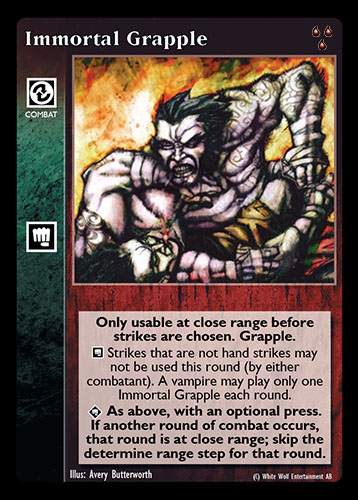 Immortal Grapple
COMBAT
Only usable at close range before
strikes are chosen. Grapple.
Strikes that are not hand strikes may
not be used this round (by either
combatant). A vampire may play only one
Immortal Grapple each round.
As above, with an optional press.
If another round of combat occurs,
that round is at close range; skip the
determine range step for that round.
Illus: Avery Butterworth
(C) White Wolf Entertainment AB